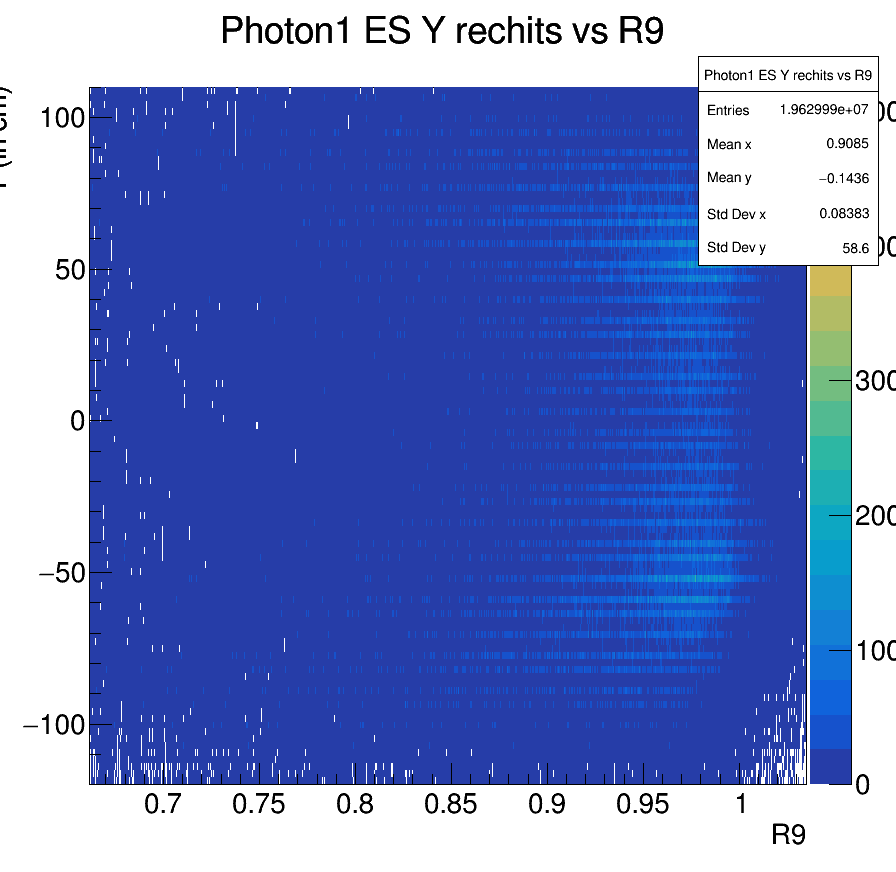 Photon1 ES Y rechits vs R9
Photon1 ES Y rechits vs R9
Entries 1.962999e+07
Mean x 0.9085
Mean y −0.1436
Std Dev x 0.08383
Std Dev y 58.6
100
50
0
−50
−100
300
200
100
0
0.7 0.75 0.8 0.85 0.9 0.95 1
R9